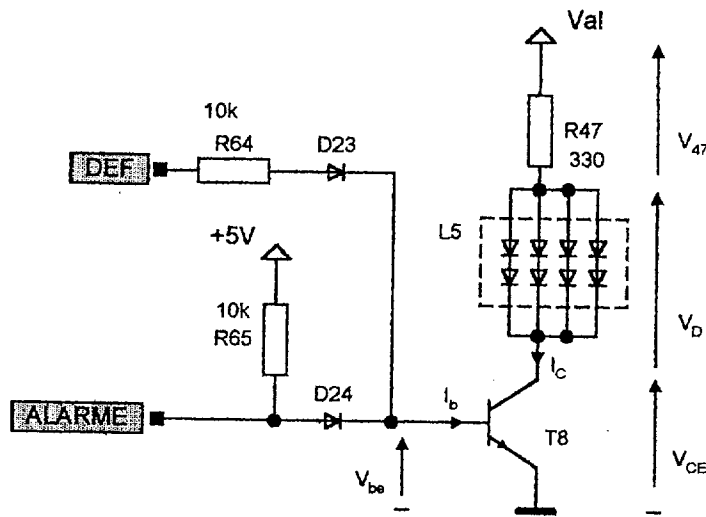 Val
10k
R64
D23
R47
330
V47
DEF
+5V
L5
10k
R65
VD
D24
IC
ALARME
Ib
T8
Vbe
VCE